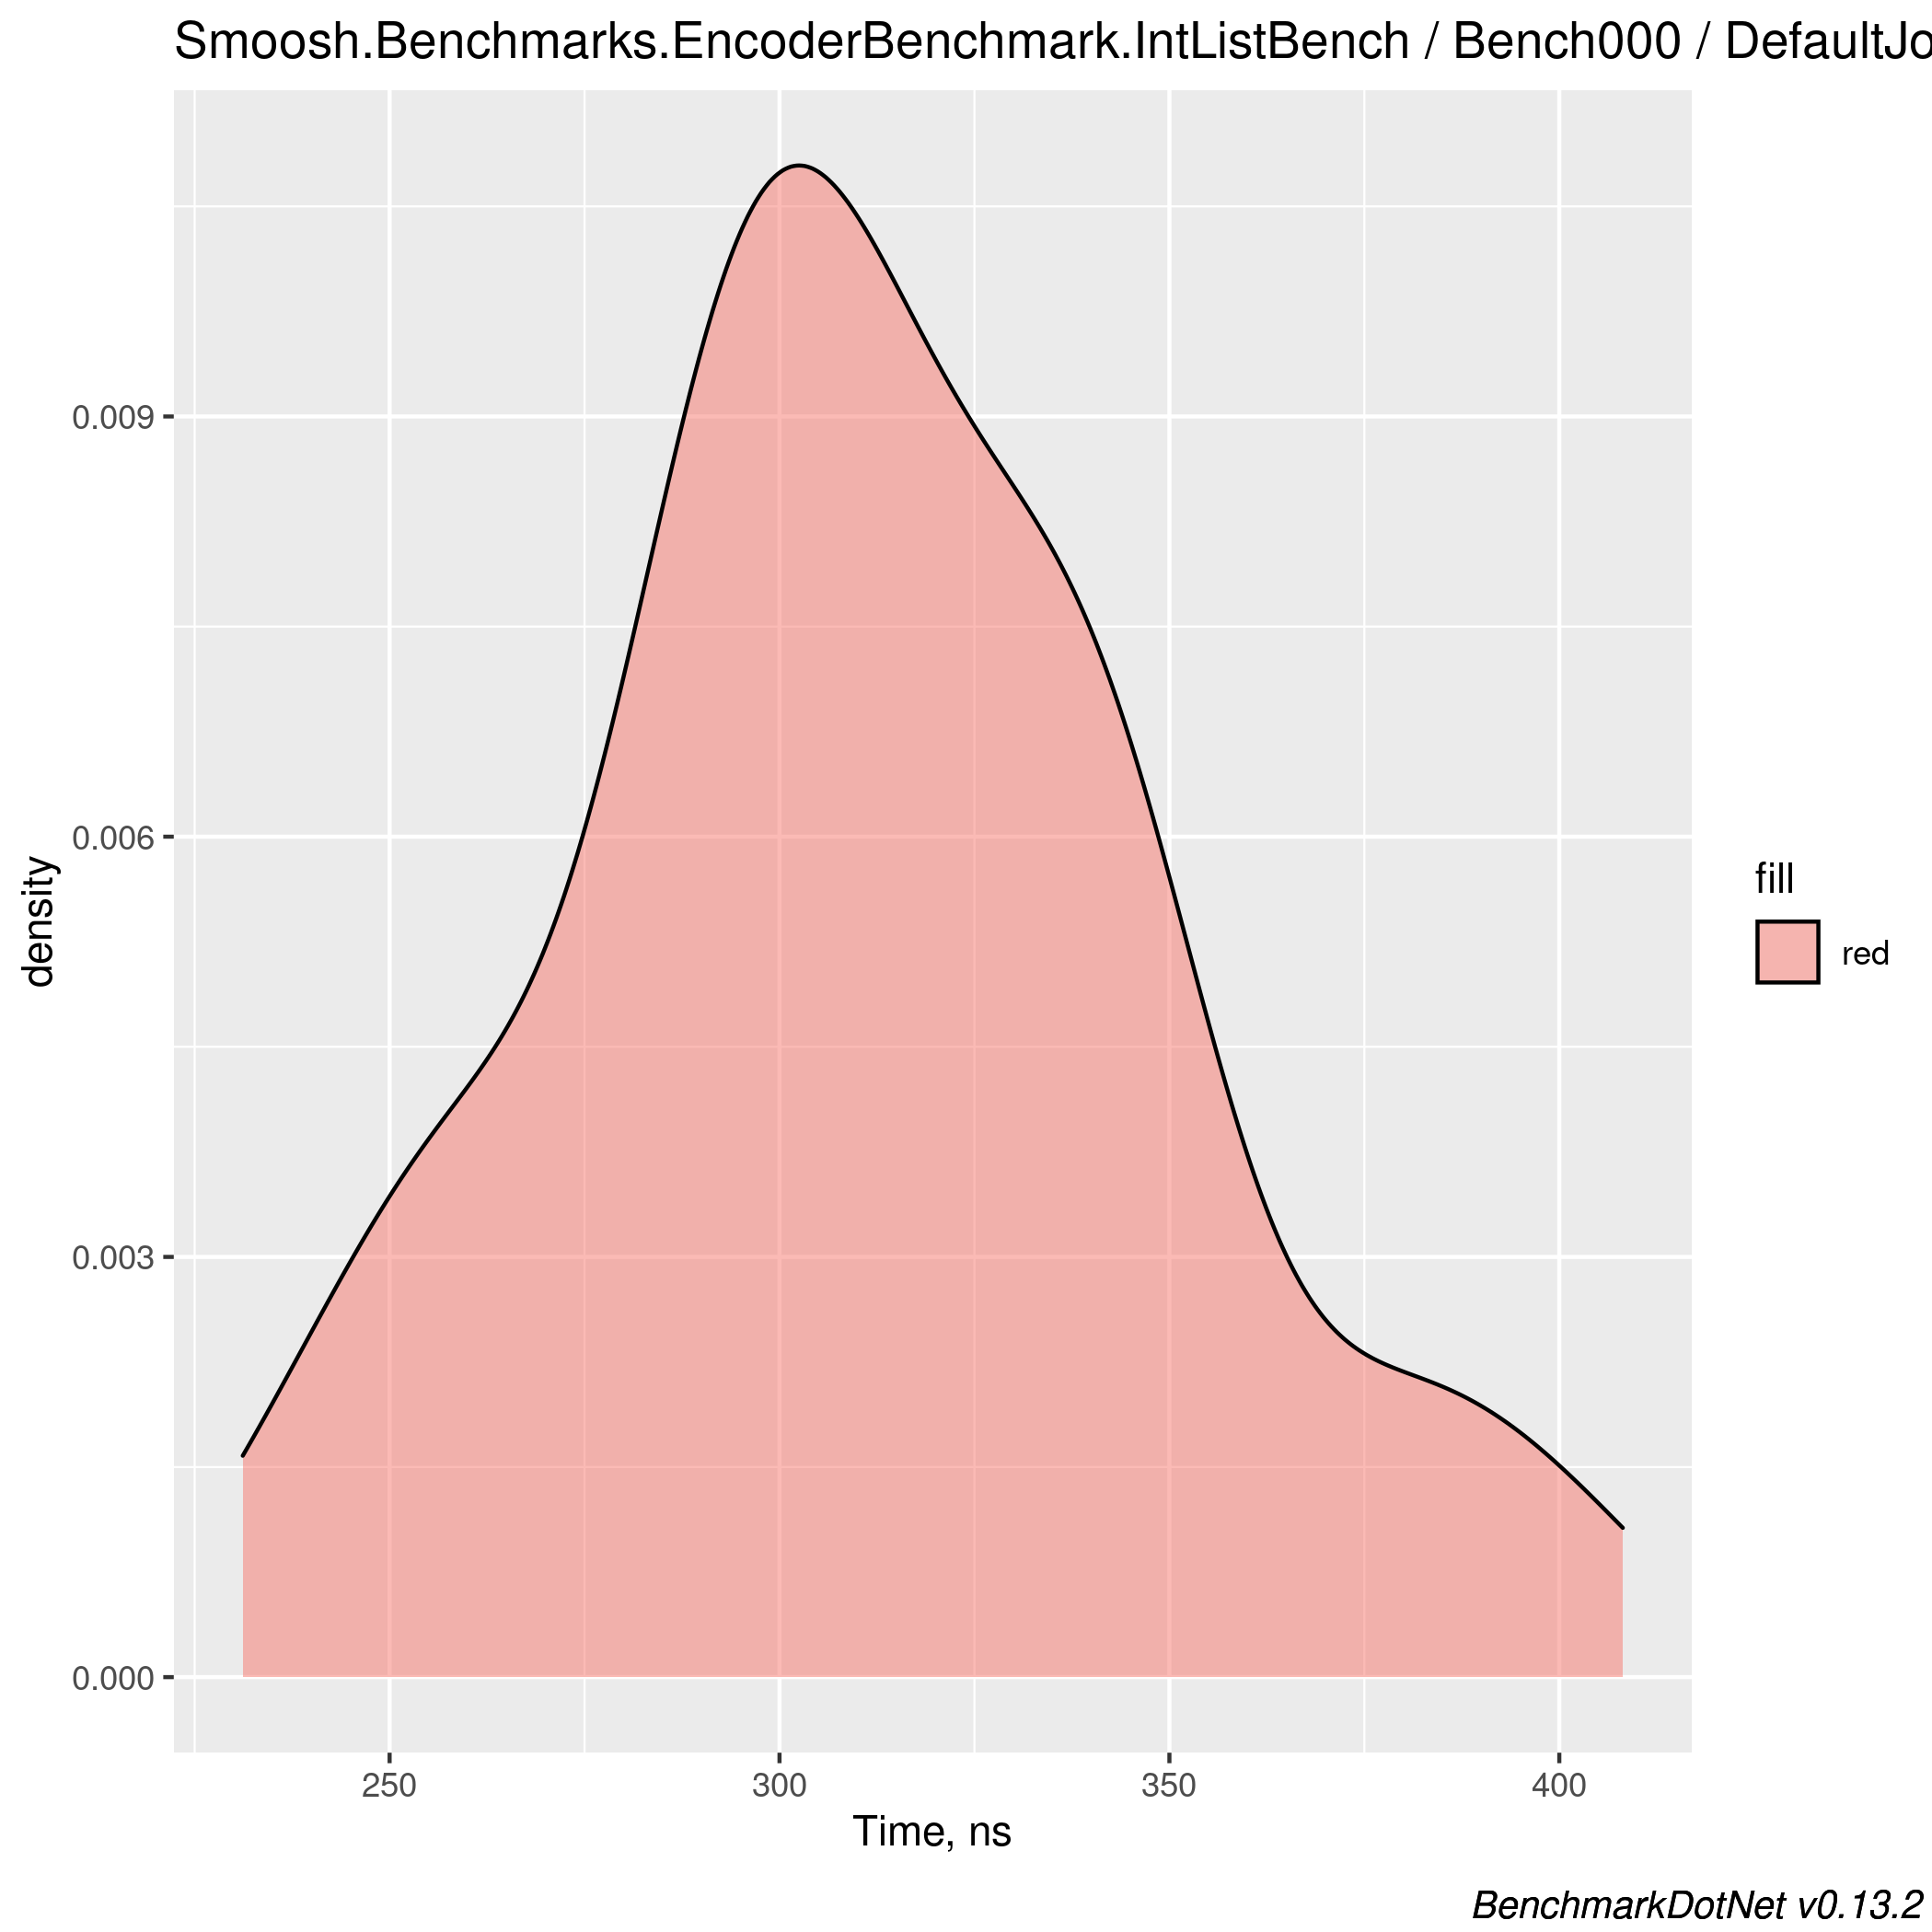 Smoosh.Benchmarks.EncoderBenchmark.IntListBench / Bench000 / DefaultJo
0.009
0.006
0.003
0.000
density
250 300 350 400
Time, ns
fill
red
BenchmarkDotNet v0.13.2